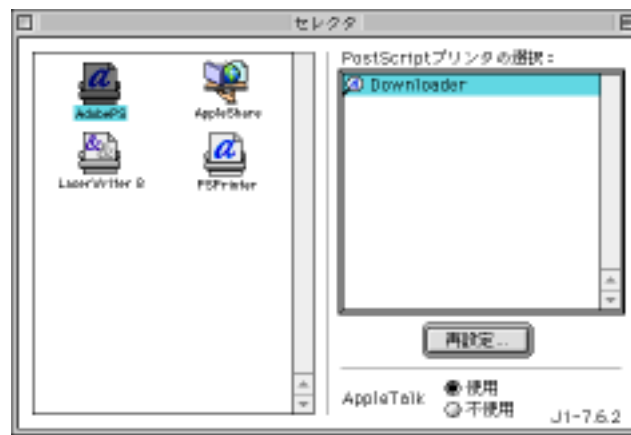 セレクタ
AdobePS
AppleShare
LaserWriter 8
PSPrinter
PostScriptプリンタの選択：
Downloader
再設定...
AppleTalk
使用
不使用
J1-7.6.2